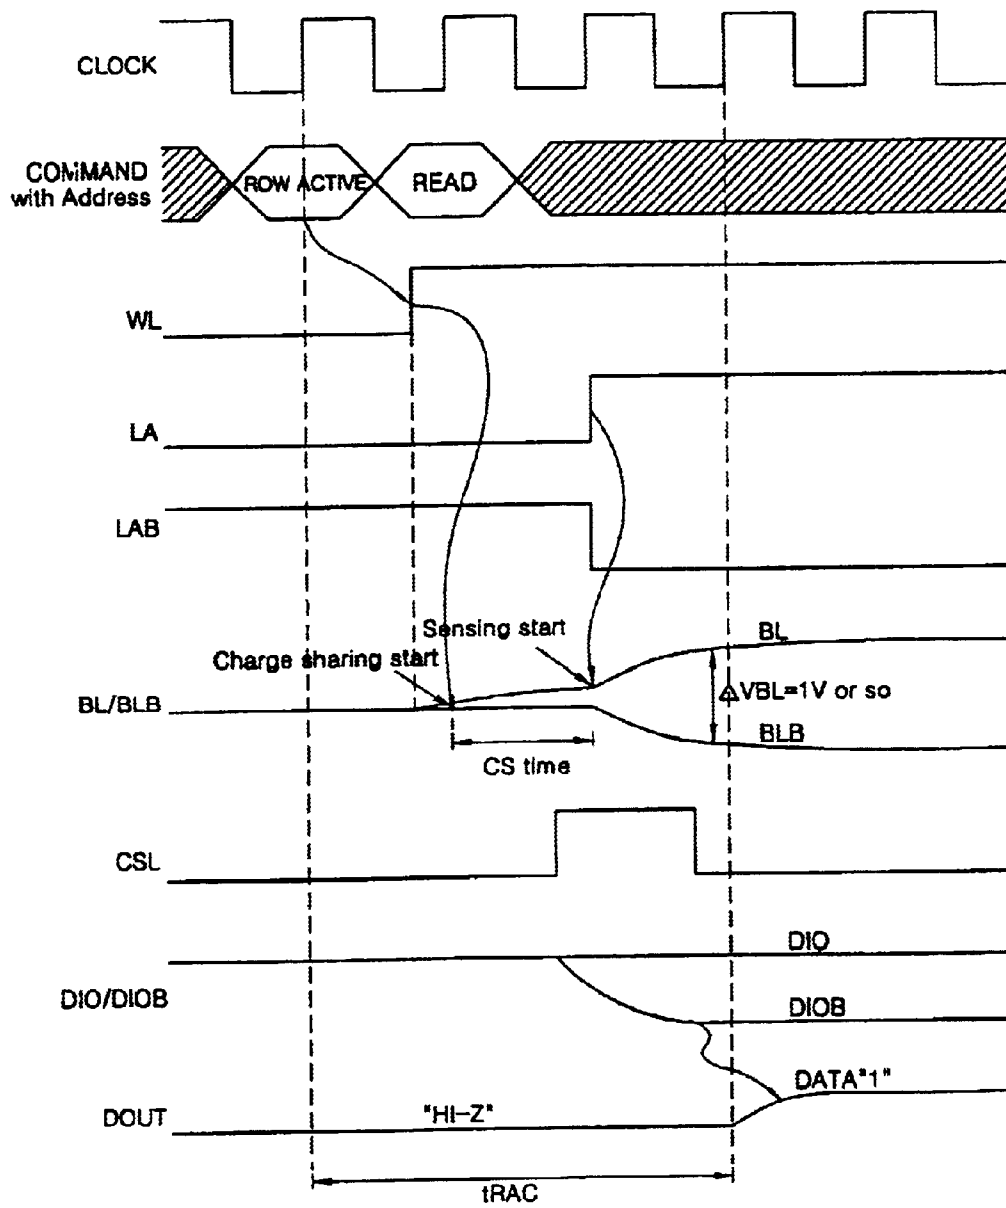 CLOCK
COMMAND
with Address
ROW ACTIVE
READ
WL
LA
LAB
Sensing start
BL
Charge sharing start
△VBL=1V or so
BL/BLB
BLB
CS time
CSL
DIO
DIO/DIOB
DIOB
DATA"1"
"HI-Z"
DOUT
tRAC